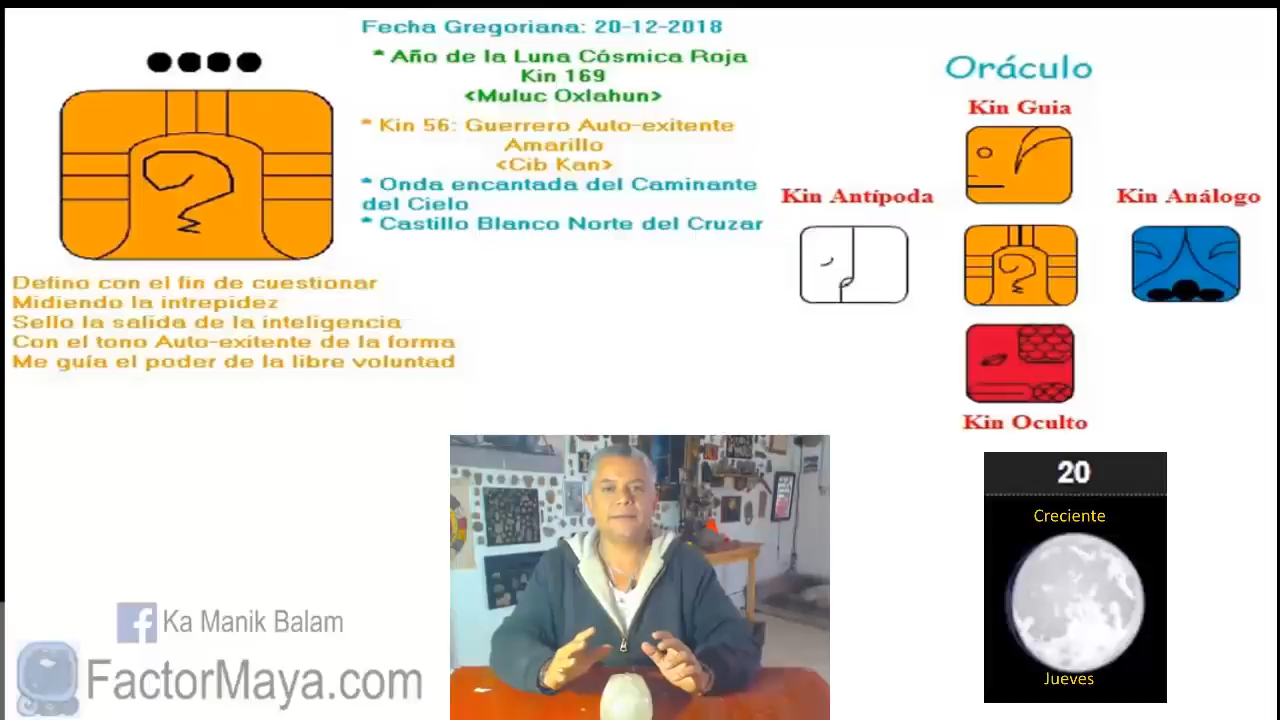 Fecha Gregoriana: 20-12-2018
* Año de la Luna Cósmica Roja
Kin 169
<Muluc Oxlahun>
* Kin 56: Guerrero Auto-exitente
Amarillo
<Cib Kan>
* Onda encantada del Caminante
del Cielo
* Castillo Blanco Norte del Cruzar
Defino con el fin de cuestionar
Midiendo la intrepidez
Sello la salida de la inteligencia
Con el tono Auto-exitente de la forma
Me guía el poder de la libre voluntad
Oráculo
Kin Guia
Kin Antípoda
Kin Análogo
Kin Oculto
20
Creciente
Jueves
Ka Manik Balam
FactorMaya.com